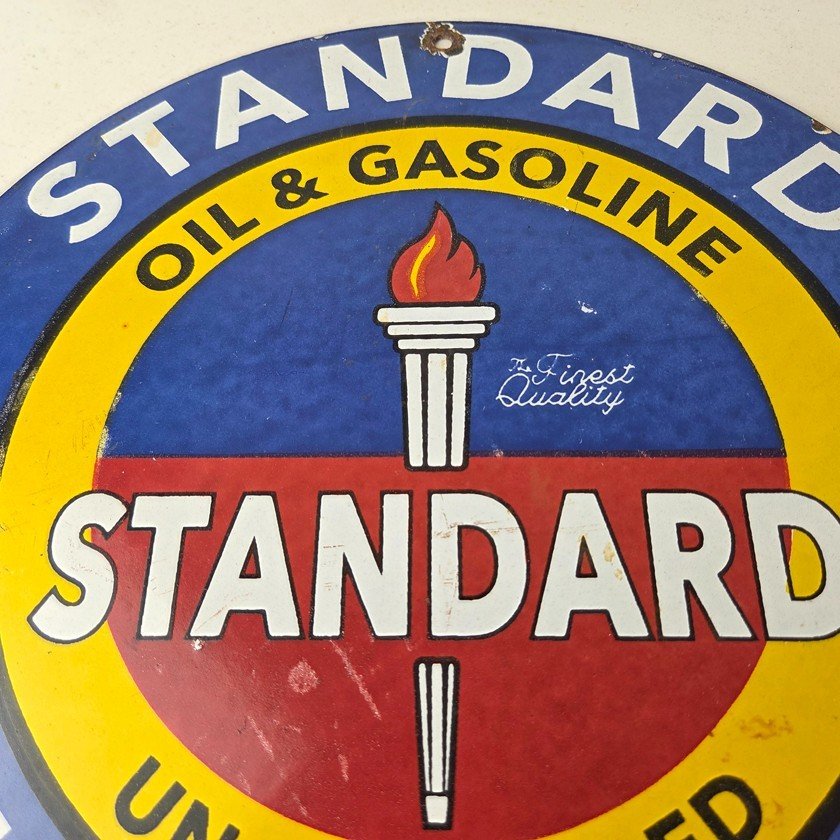 STANDARD
OIL & GASOLINE
The Finest
Quality
STANDARD